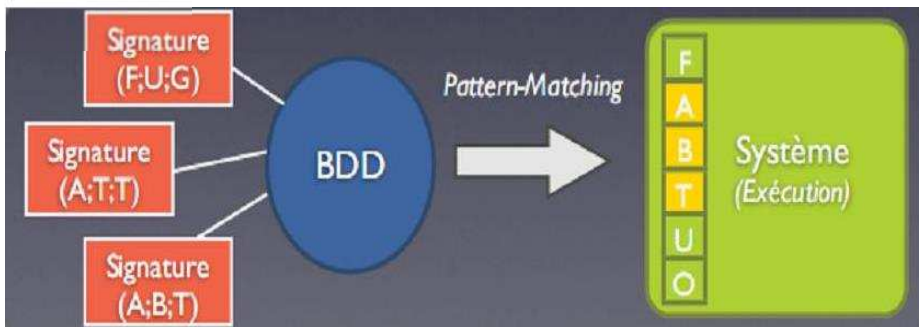 Signature
(F;U;G)
Signature
(A;T;T)
Signature
(A;B;T)
BDD
Pattern-Matching
F
A
B
T
U
O
Système
(Exécution)